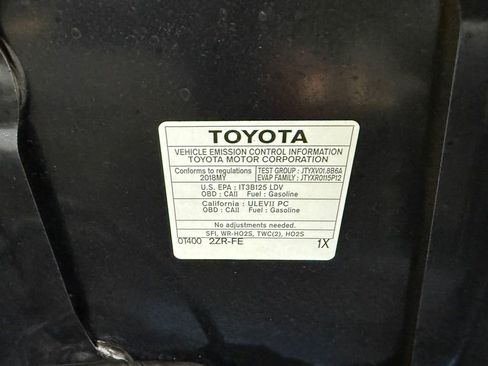 TOYOTA
VEHICLE EMISSION CONTROL INFORMATION
TOYOTA MOTOR CORPORATION
Conforms to regulations 2018MY
TEST GROUP : JTYXV01.8B6A
EVAP FAMILY : JTYXR0115P12
U.S. EPA : IT3B125 LDV
OBD : CAII Fuel : Gasoline
California : ULEVII PC
OBD : CAII Fuel : Gasoline
No adjustments needed.
SFI, WR-HO2S, TWC(2), HO2S
0T400 2ZR-FE 1X